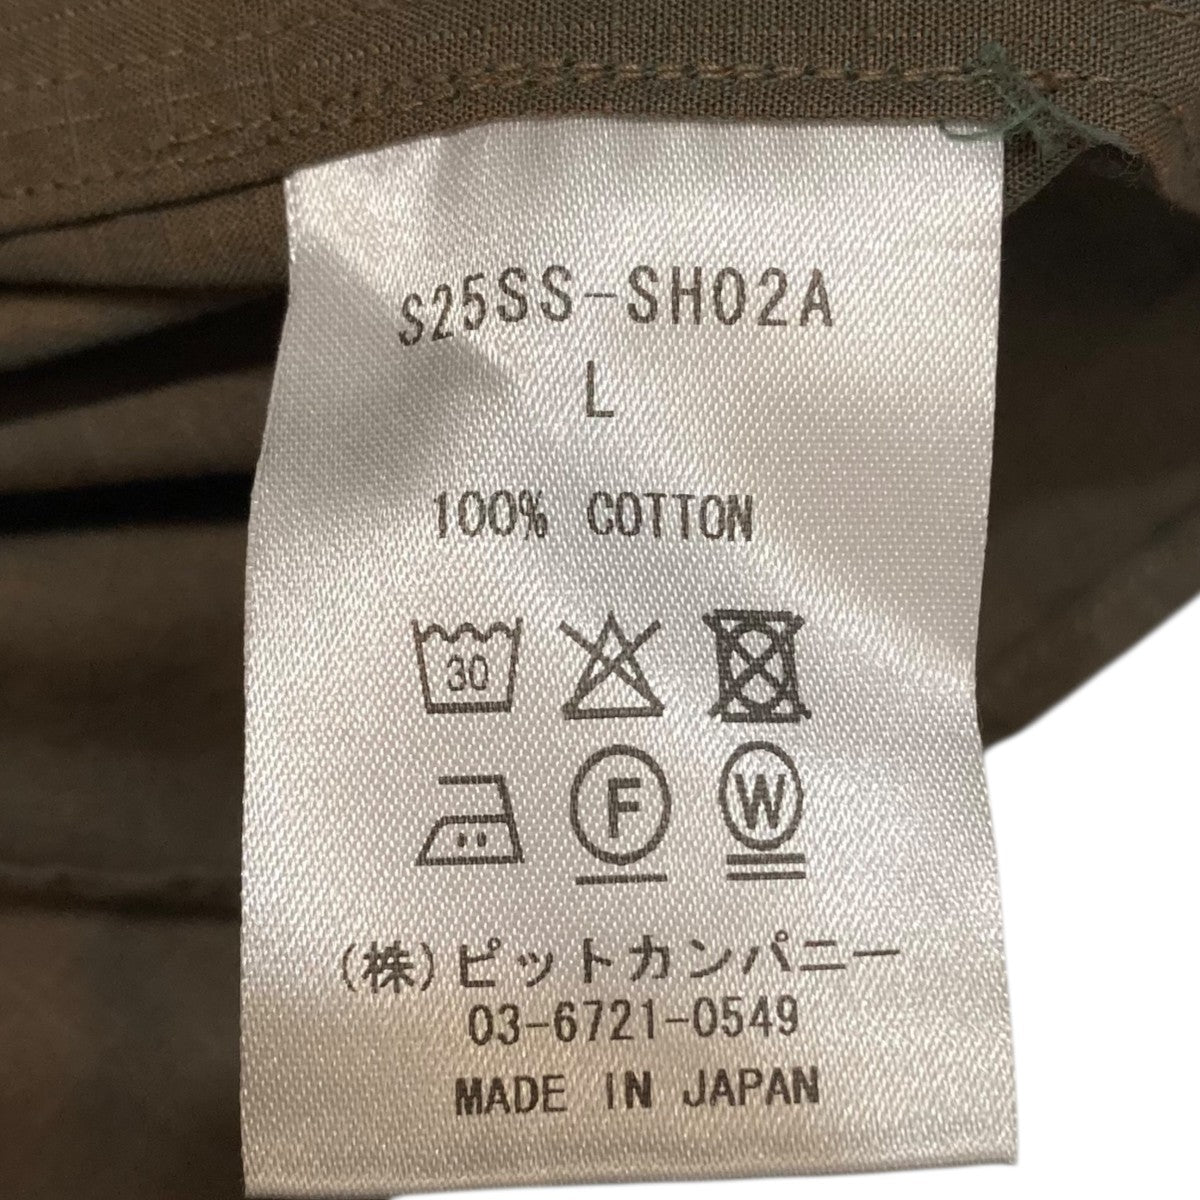 S25SS-SH02A
L
100% COTTON
30
F W
(株)ピットカンパニー
03-6721-0549
MADE IN JAPAN